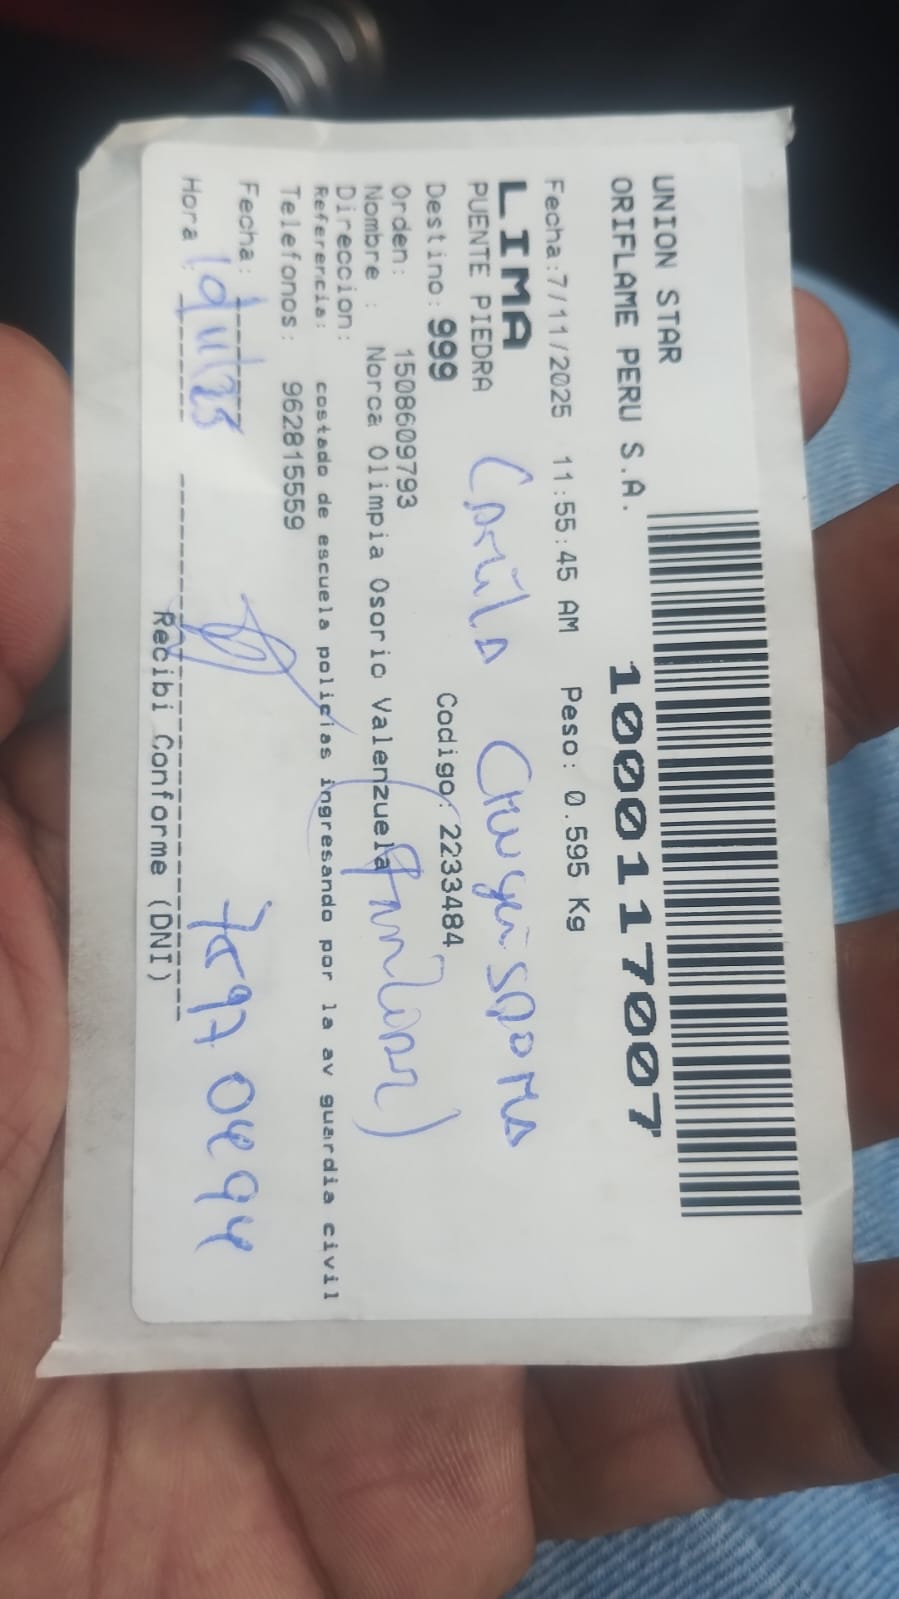 UNION STAR
ORIFLAME PERU S.A.
1000117007
Fecha:7/11/2025 11:55:45 AM Peso: 0.595 Kg
LIMA
PUENTE PIEDRA
Destino: 999
Codigo: 2233484
Orden: 1508609793
Nombre : Norca Olimpia Osorio Valenzuela
Direccion:
(familiar)
Referencia: costado de escuela policias ingresando por la av guardia civil
Telefonos: 962815559
Fecha:
Hora :
Recibi Conforme (DNI)